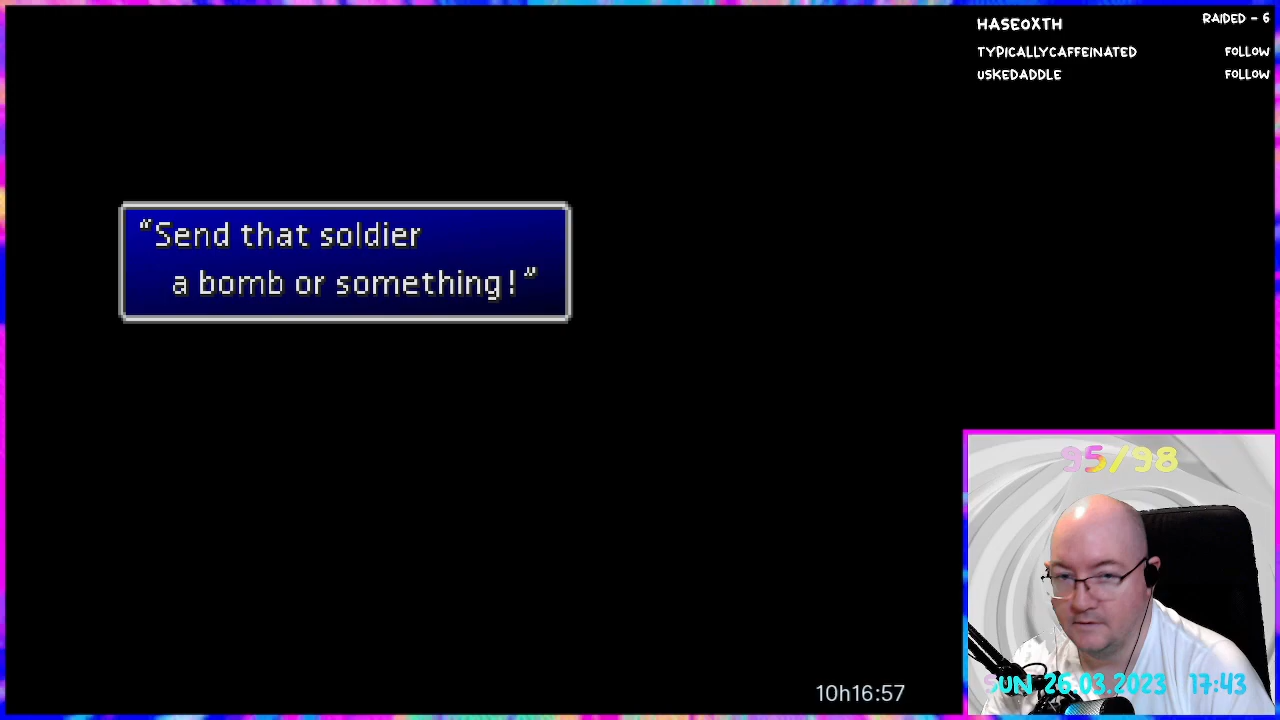 HASEOXTH RAIDED - 6
TYPICALLYCAFFEINATED FOLLOW
USKEDADDLE FOLLOW
“Send that soldier
a bomb or something!”
95/98
SUN 26.03.2023 17:43
10h16:57